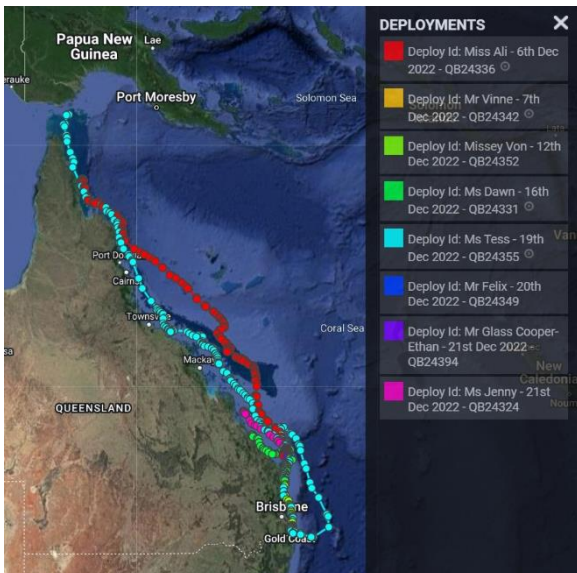 Papua New
Guinea
Lae
erauke
Port Moresby
Solomon Sea
Cairns
Townsville
Coral Sea
Mackay
QUEENSLAND
Brisbane
Gold Coast
DEPLOYMENTS ×
Deploy Id: Miss Ali - 6th Dec
2022 - QB24336
Deploy Id: Mr Vinne - 7th
Dec 2022 - QB24342
Deploy Id: Missey Von - 12th
Dec 2022 - QB24352
Deploy Id: Ms Dawn - 16th
Dec 2022 - QB24331
Van
Deploy Id: Ms Tess - 19th
Dec 2022 - QB24355
Deploy Id: Mr Felix - 20th
Dec 2022 - QB24349
Deploy Id: Mr Glass Cooper-
Ethan - 21st Dec 2022 -
QB24394
New
Caledonia
Deploy Id: Ms Jenny - 21st
Dec 2022 - QB24324